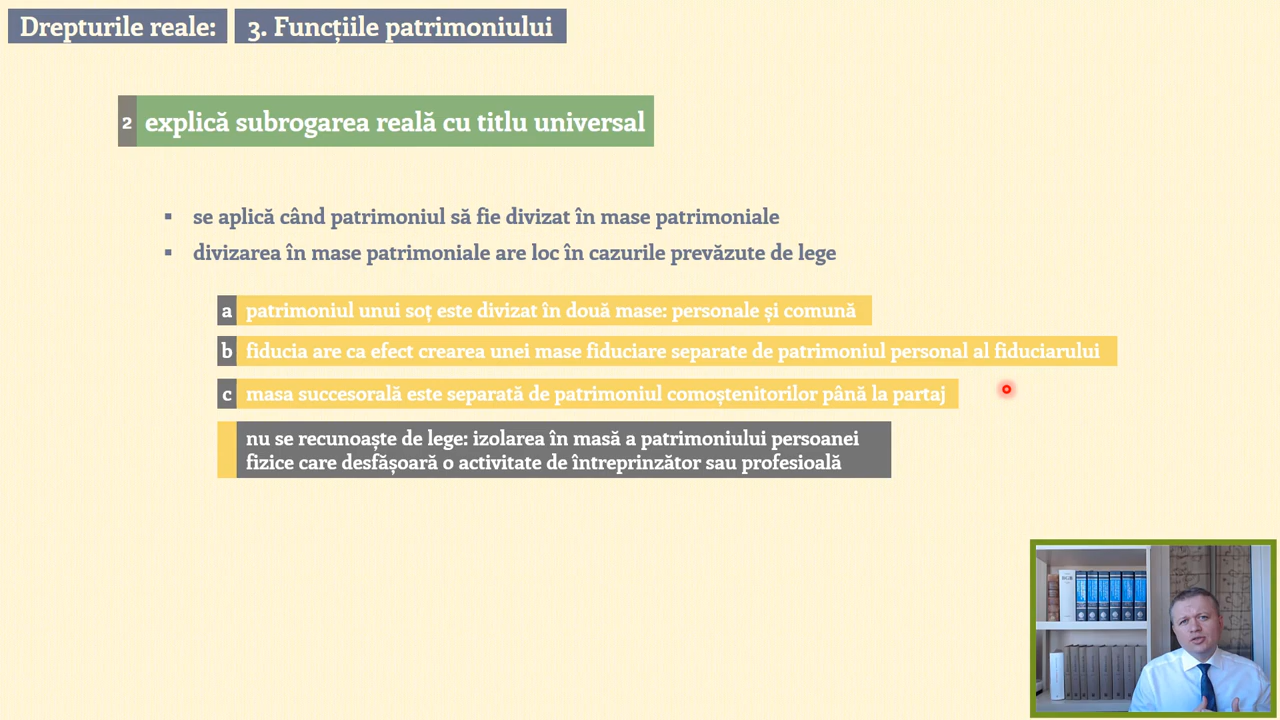 Drepturile reale: 3. Funcțiile patrimoniului
2 explică subrogarea reală cu titlu universal
▪ se aplică când patrimoniul să fie divizat în mase patrimoniale
▪ divizarea în mase patrimoniale are loc în cazurile prevăzute de lege
a patrimoniul unui soț este divizat în două mase: personale și comună
b fiducia are ca efect crearea unei mase fiduciare separate de patrimoniul personal al fiduciarului
c masa succesorală este separată de patrimoniul comoștenitorilor până la partaj
nu se recunoaște de lege: izolarea în masă a patrimoniului persoanei
fizice care desfășoară o activitate de întreprinzător sau profesioală